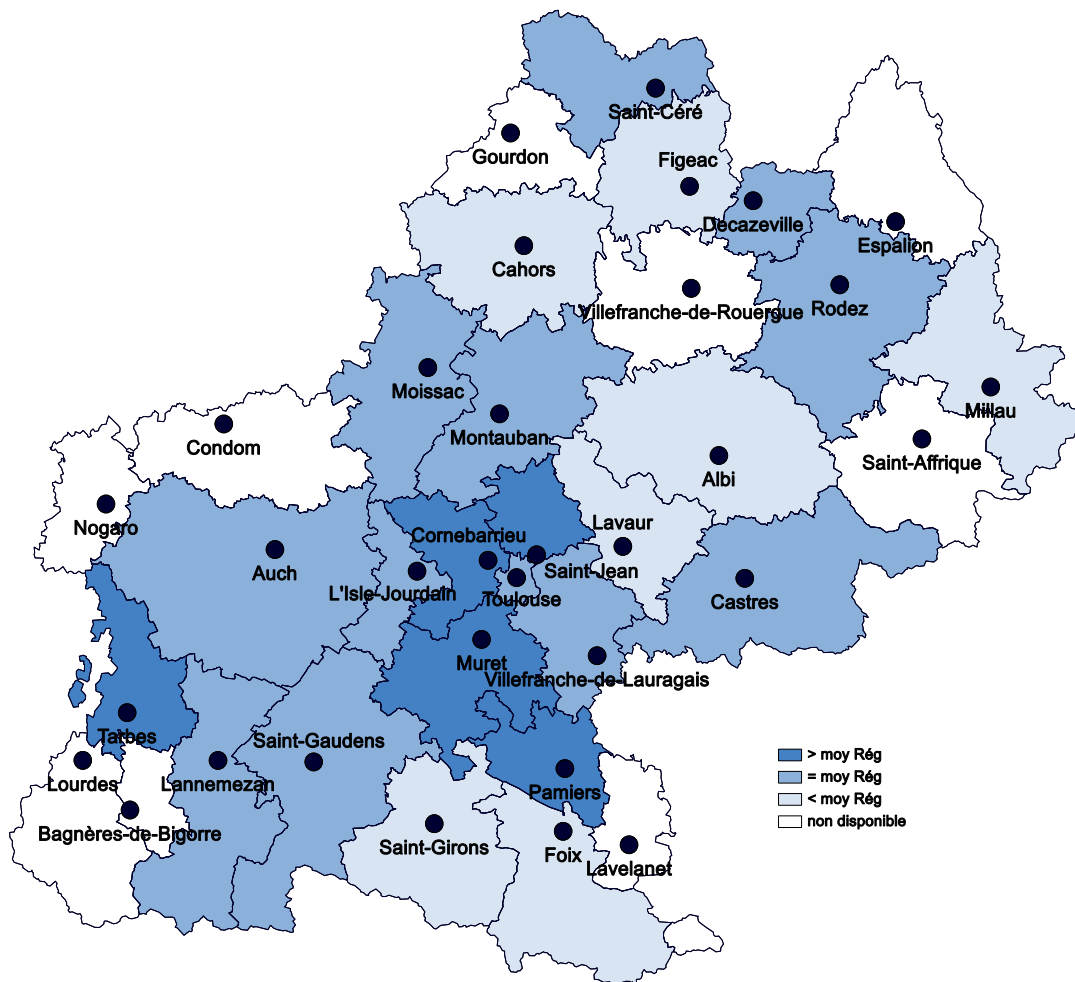 Saint-Céré
Gourdon
Figeac
Decazeville
Espalion
Cahors
Villefranche-de-Rouergue
Rodez
Moissac
Millau
Condom
Montauban
Saint-Affrique
Albi
Nogaro
Lavaur
Cornebarrieu
Saint-Jean
Auch
L'Isle-Jourdain
Toulouse
Castres
Muret
Villefranche-de-Lauragais
Tarbes
Saint-Gaudens
Lourdes
Lannemezan
Pamiers
Bagnères-de-Bigorre
Saint-Girons
Foix
Lavelanet
> moy Rég
= moy Rég
< moy Rég
non disponible